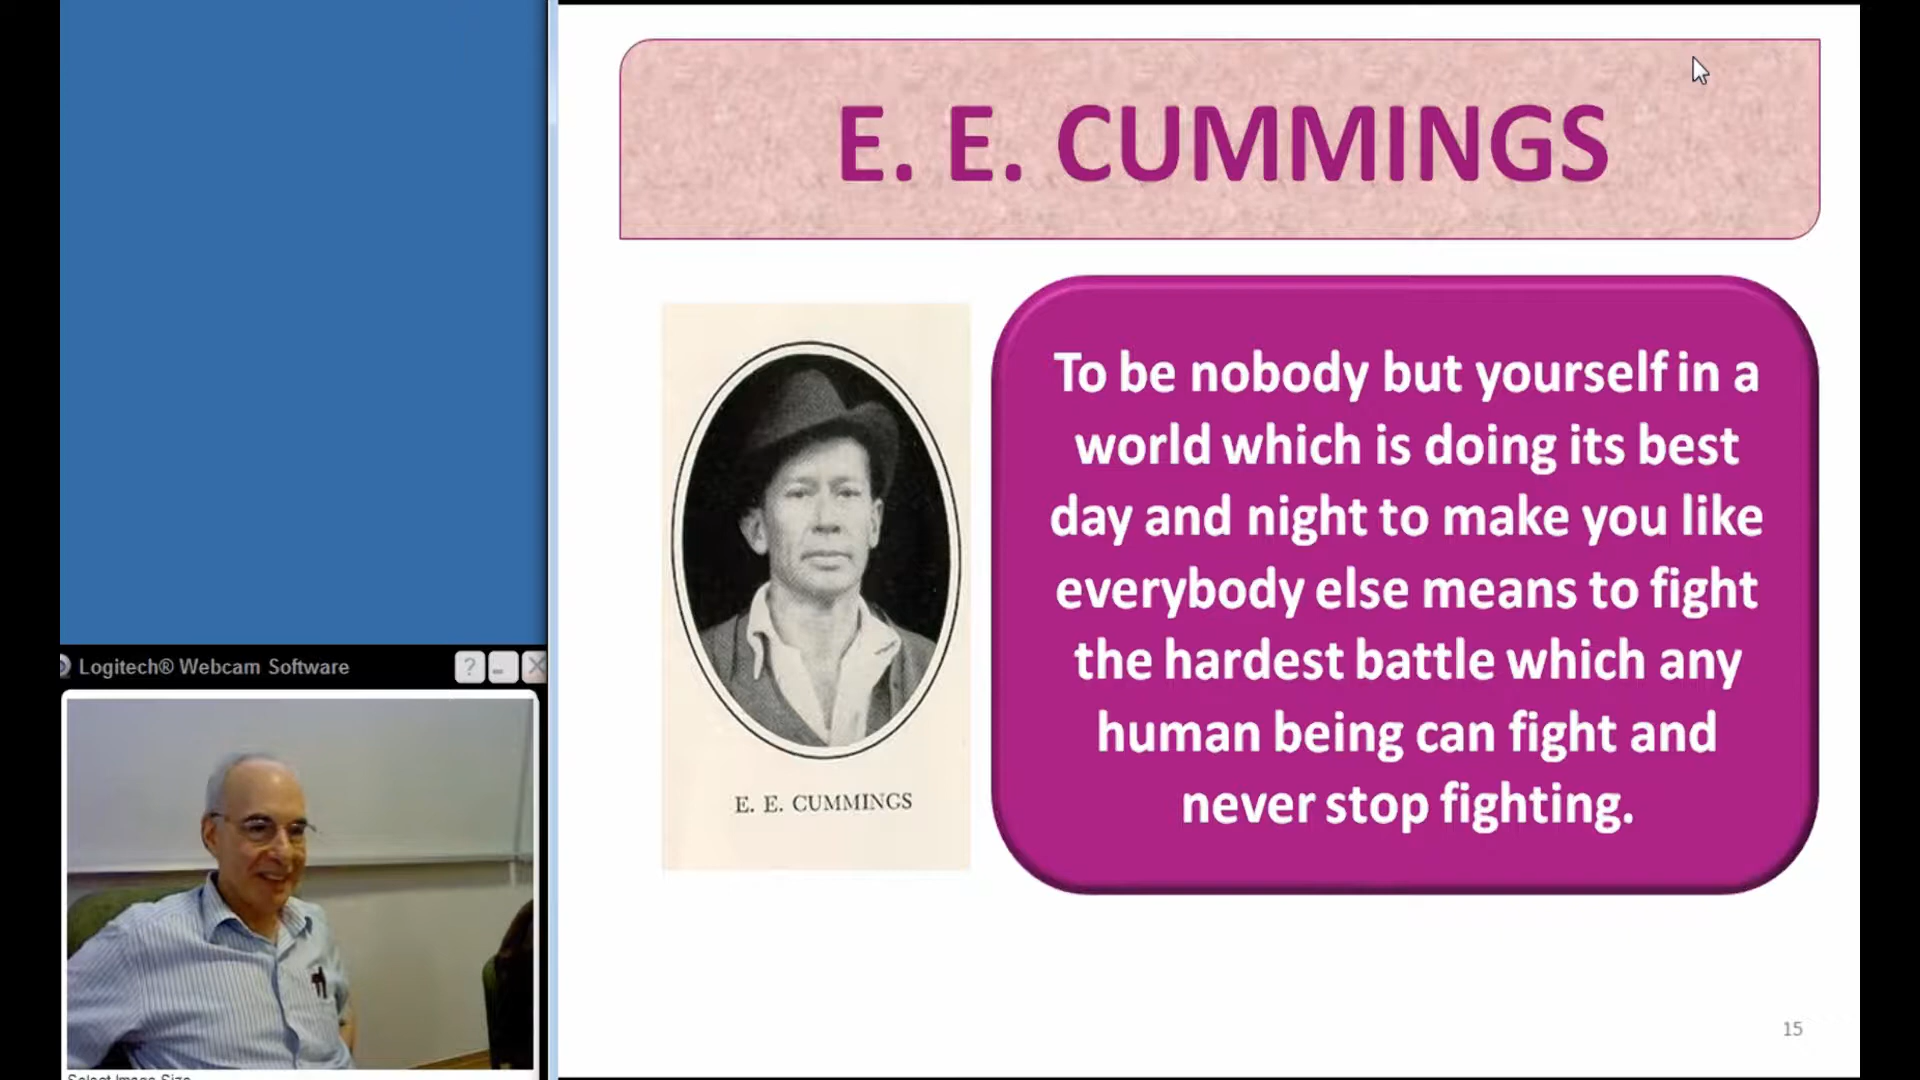 E. E. CUMMINGS
To be nobody but yourself in a
world which is doing its best
day and night to make you like
everybody else means to fight
the hardest battle which any
human being can fight and
never stop fighting.
E. E. CUMMINGS
15
Logitech® Webcam Software
?
Select Image Size